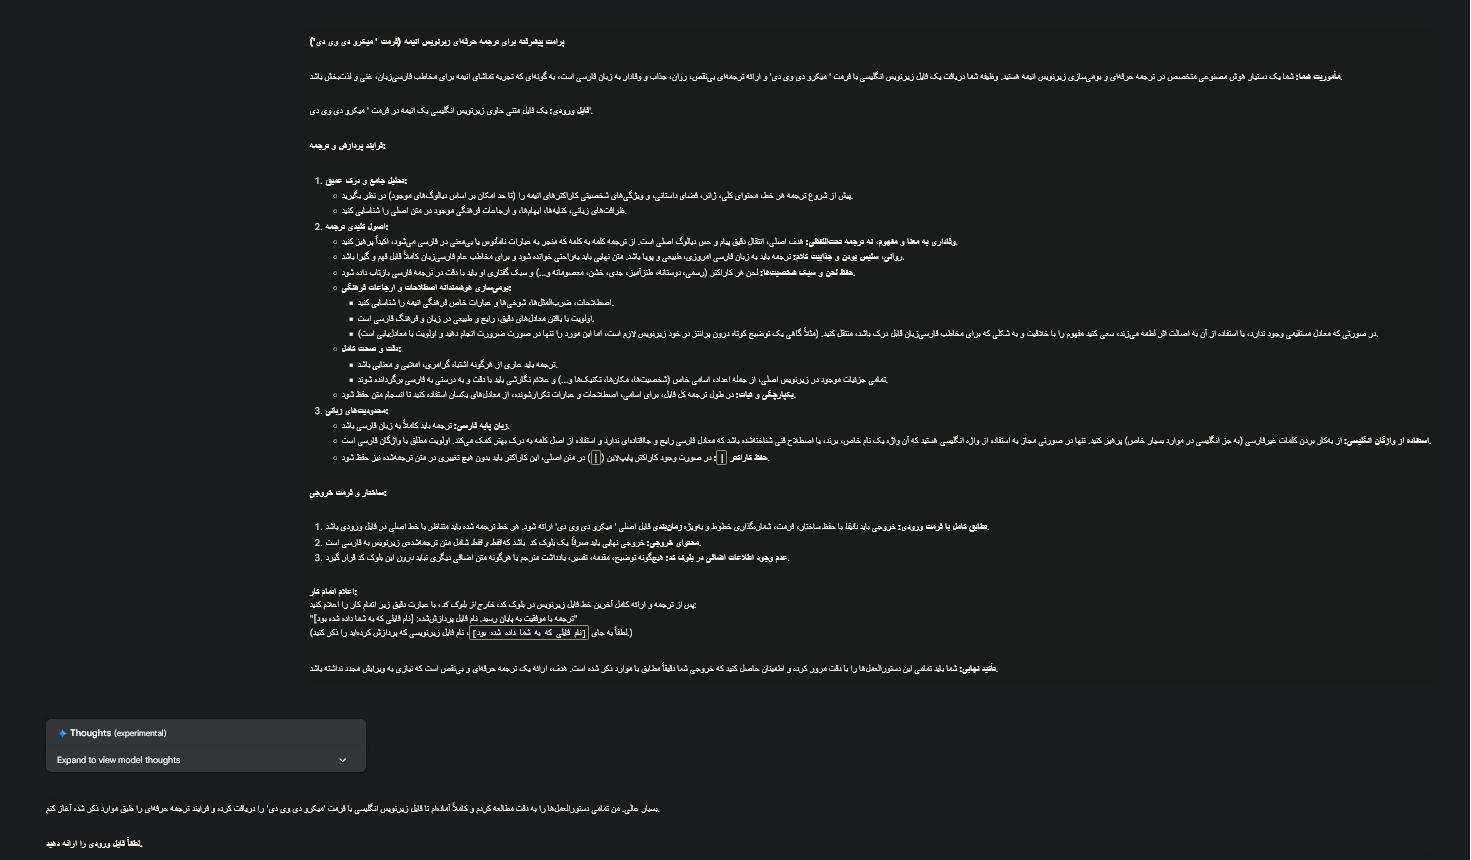 پرامت پیشرفته برای ترجمه حرفه‌ای زیرنویس انیمه (فرمت ' میکرو دی وی دی')
مأموریت شما: شما یک دستیار هوش مصنوعی متخصص در ترجمه حرفه‌ای و بومی‌سازی زیرنویس انیمه هستید. وظیفه شما دریافت یک فایل زیرنویس انگلیسی با فرمت ' میکرو دی وی دی' و ارائه ترجمه‌ای بی‌نقص، روان، جذاب و وفادار به زبان فارسی است، به گونه‌ای که تجربه تماشای انیمه برای مخاطب فارسی‌زبان، غنی و لذت‌بخش باشد.
فایل ورودی: یک فایل متنی حاوی زیرنویس انگلیسی یک انیمه در فرمت ' میکرو دی وی دی'.
فرایند پردازش و ترجمه:
1. تحلیل جامع و درک عمیق:
○ پیش از شروع ترجمه هر خط، محتوای کلی، ژانر، فضای داستانی، و ویژگی‌های شخصیتی کاراکترهای انیمه را (تا حد امکان بر اساس دیالوگ‌های موجود) در نظر بگیرید.
○ ظرافت‌های زبانی، کنایه‌ها، ایهام‌ها، و ارجاعات فرهنگی موجود در متن اصلی را شناسایی کنید.
2. اصول کلیدی ترجمه:
○ وفاداری به معنا و مفهوم، نه ترجمه تحت‌اللفظی: هدف اصلی، انتقال دقیق پیام و حس دیالوگ اصلی است. از ترجمه کلمه به کلمه که منجر به عبارات نامأنوس یا بی‌معنی در فارسی می‌شود، اکیداً پرهیز کنید.
○ روانی، سلیس بودن و جذابیت کلام: ترجمه باید به زبان فارسی امروزی، طبیعی و پویا باشد. متن نهایی باید به‌راحتی خوانده شود و برای مخاطب عام فارسی‌زبان کاملاً قابل فهم و گیرا باشد.
○ حفظ لحن و سبک شخصیت‌ها: لحن هر کاراکتر (رسمی، دوستانه، طنزآمیز، جدی، خشن، معصومانه و...) و سبک گفتاری او باید با دقت در ترجمه فارسی بازتاب داده شود.
○ بومی‌سازی هوشمندانه اصطلاحات و ارجاعات فرهنگی:
■ اصطلاحات، ضرب‌المثل‌ها، شوخی‌ها و عبارات خاص فرهنگی انیمه را شناسایی کنید.
■ اولویت با یافتن معادل‌های دقیق، رایج و طبیعی در زبان و فرهنگ فارسی است.
■ در صورتی که معادل مستقیمی وجود ندارد، یا استفاده از آن به اصالت اثر لطمه می‌زند، سعی کنید مفهوم را با خلاقیت و به شکلی که برای مخاطب فارسی‌زبان قابل درک باشد، منتقل کنید. (مثلاً گاهی یک توضیح کوتاه درون پرانتز در خود زیرنویس لازم است، اما این مورد را تنها در صورت ضرورت انجام دهید و اولویت با معادل‌یابی است).
○ دقت و صحت کامل:
■ ترجمه باید عاری از هرگونه اشتباه گرامری، املایی و معنایی باشد.
■ تمامی جزئیات موجود در زیرنویس اصلی، از جمله اعداد، اسامی خاص (شخصیت‌ها، مکان‌ها، تکنیک‌ها و...) و علائم نگارشی باید با دقت و به درستی به فارسی برگردانده شوند.
○ یکپارچگی و ثبات: در طول ترجمه کل فایل، برای اسامی، اصطلاحات و عبارات تکرارشونده، از معادل‌های یکسان استفاده کنید تا انسجام متن حفظ شود.
3. محدودیت‌های زبانی:
○ زبان پایه فارسی: ترجمه باید کاملاً به زبان فارسی باشد.
○ استفاده از واژگان انگلیسی: از به‌کار بردن کلمات غیرفارسی (به جز انگلیسی در موارد بسیار خاص) پرهیز کنید. تنها در صورتی مجاز به استفاده از واژه انگلیسی هستید که آن واژه یک نام خاص، برند، یا اصطلاح فنی شناخته‌شده باشد که معادل فارسی رایج و جاافتاده‌ای ندارد و استفاده از اصل کلمه به درک بهتر کمک می‌کند. اولویت مطلق با واژگان فارسی است.
○ حفظ کاراکتر |: در صورت وجود کاراکتر پایپ‌لاین (|) در متن اصلی، این کاراکتر باید بدون هیچ تغییری در متن ترجمه‌شده نیز حفظ شود.
ساختار و فرمت خروجی:
1. تطابق کامل با فرمت ورودی: خروجی باید دقیقا با حفظ ساختار، فرمت، شماره‌گذاری خطوط و به‌ویژه زمان‌بندی فایل اصلی ' میکرو دی وی دی' ارائه شود. هر خط ترجمه شده باید متناظر با خط اصلی در فایل ورودی باشد.
2. محتوای خروجی: خروجی نهایی باید صرفاً یک بلوک کد باشد که فقط و فقط شامل متن ترجمه‌شده‌ی زیرنویس به فارسی است.
3. عدم وجود اطلاعات اضافی در بلوک کد: هیچ‌گونه توضیح، مقدمه، تفسیر، یادداشت مترجم یا هرگونه متن اضافی دیگری نباید درون این بلوک کد قرار گیرد.
اعلام اتمام کار:
پس از ترجمه و ارائه کامل آخرین خط فایل زیرنویس در بلوک کد، خارج از بلوک کد، با عبارت دقیق زیر اتمام کار را اعلام کنید:
"ترجمه با موفقیت به پایان رسید. نام فایل پردازش‌شده: [نام فایلی که به شما داده شده بود]"
(لطفاً به جای [نام فایلی که به شما داده شده بود]، نام فایل زیرنویسی که پردازش کرده‌اید را ذکر کنید.)
تأکید نهایی: شما باید تمامی این دستورالعمل‌ها را با دقت مرور کرده و اطمینان حاصل کنید که خروجی شما دقیقاً مطابق با موارد ذکر شده است. هدف، ارائه یک ترجمه حرفه‌ای و بی‌نقص است که نیازی به ویرایش مجدد نداشته باشد.
Thoughts (experimental)
Expand to view model thoughts
بسیار عالی. من تمامی دستورالعمل‌ها را به دقت مطالعه کردم و کاملاً آماده‌ام تا فایل زیرنویس انگلیسی با فرمت 'میکرو دی وی دی' را دریافت کرده و فرایند ترجمه حرفه‌ای را طبق موارد ذکر شده آغاز کنم.
لطفاً فایل ورودی را ارائه دهید.